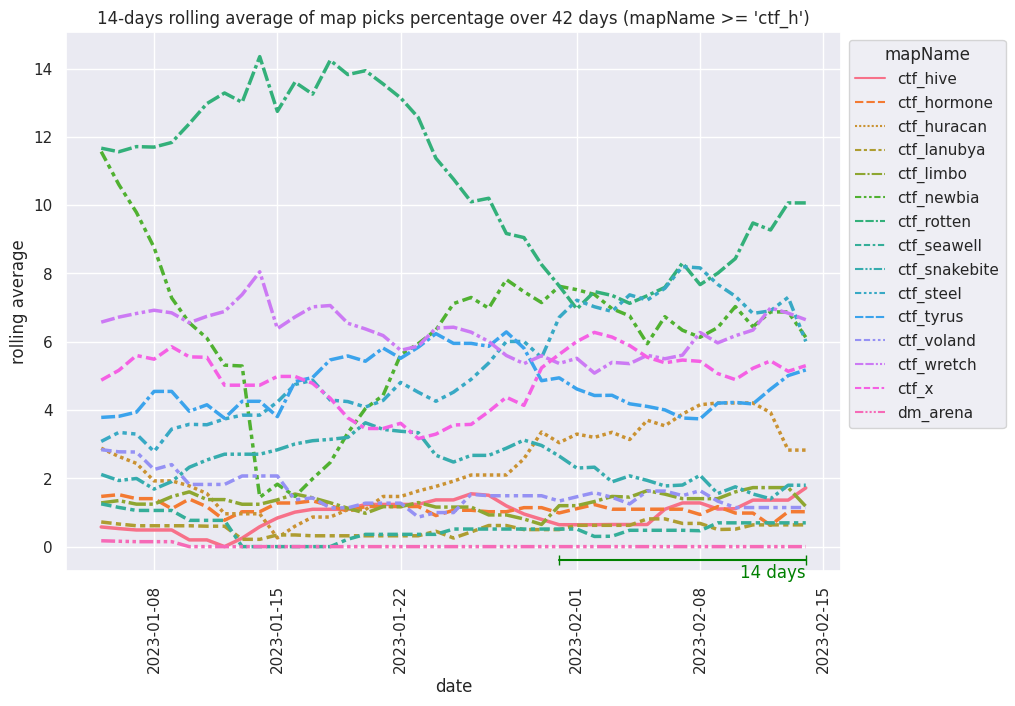 14-days rolling average of map picks percentage over 42 days (mapName >= 'ctf_h')
mapName
ctf_hive
ctf_hormone
ctf_huracan
ctf_lanubya
ctf_limbo
ctf_newbia
ctf_rotten
ctf_seawell
ctf_snakebite
ctf_steel
ctf_tyrus
ctf_voland
ctf_wretch
ctf_x
dm_arena
rolling average
14
12
10
8
6
4
2
0
14 days
2023-01-08
2023-01-15
2023-01-22
2023-02-01
2023-02-08
2023-02-15
date